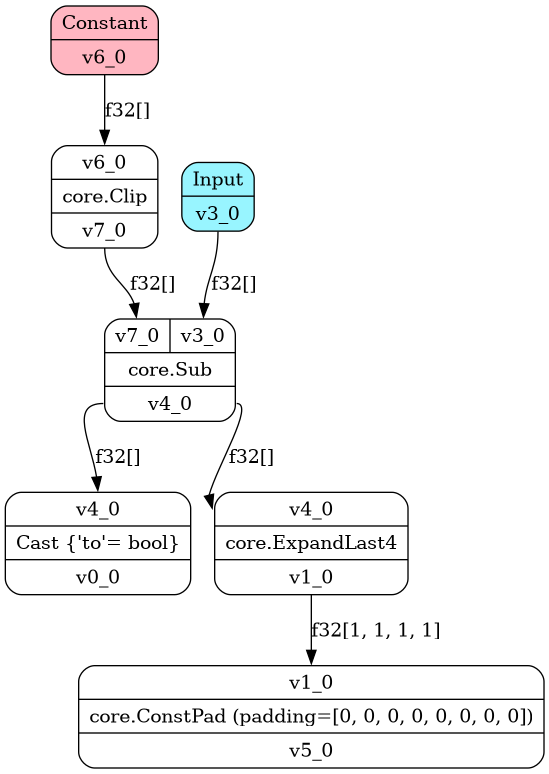 Constant
v6_0
f32[]
v6_0
core.Clip
v7_0
Input
v3_0
f32[]
f32[]
v7_0
v3_0
core.Sub
v4_0
f32[]
f32[]
v4_0
Cast {'to'= bool}
v0_0
v4_0
core.ExpandLast4
v1_0
f32[1, 1, 1, 1]
v1_0
core.ConstPad (padding=[0, 0, 0, 0, 0, 0, 0, 0])
v5_0